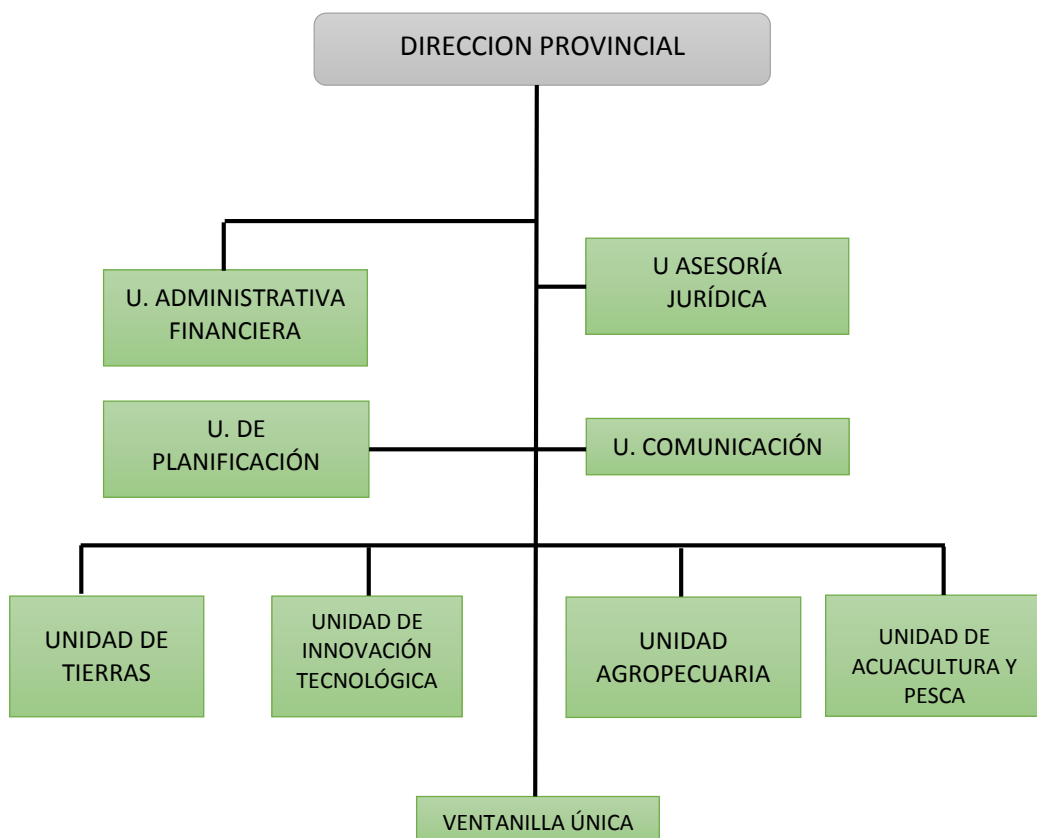 DIRECCION PROVINCIAL
U. ADMINISTRATIVA
FINANCIERA
U ASESORÍA
JURÍDICA
U. DE
PLANIFICACIÓN
U. COMUNICACIÓN
UNIDAD DE
TIERRAS
UNIDAD DE
INNOVACIÓN
TECNOLÓGICA
UNIDAD
AGROPECUARIA
UNIDAD DE
ACUACULTURA Y
PESCA
VENTANILLA ÚNICA